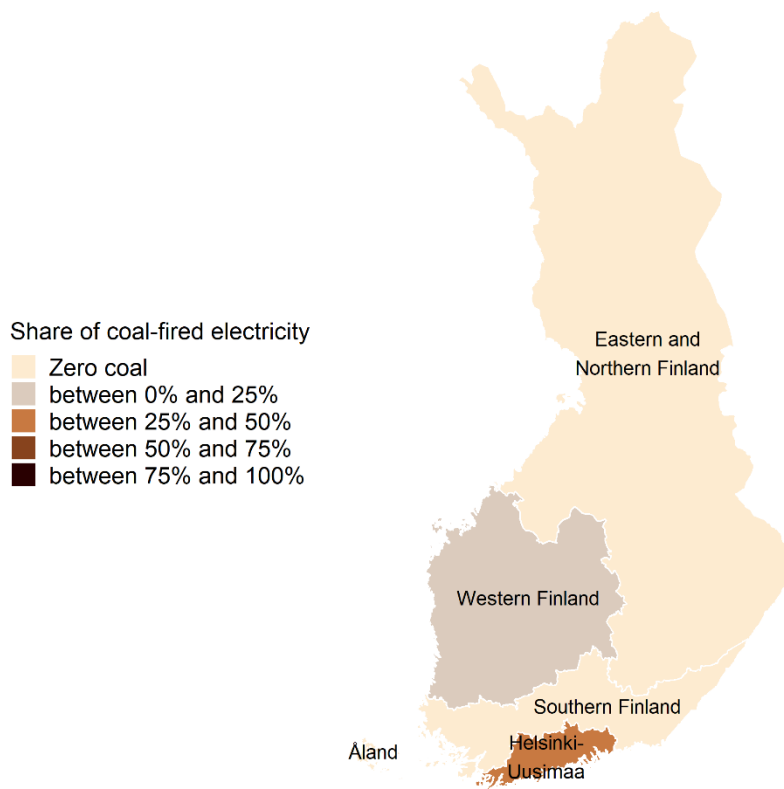 Share of coal-fired electricity
Zero coal
between 0% and 25%
between 25% and 50%
between 50% and 75%
between 75% and 100%
Eastern and
Northern Finland
Western Finland
Southern Finland
Helsinki-
Uusimaa
Åland